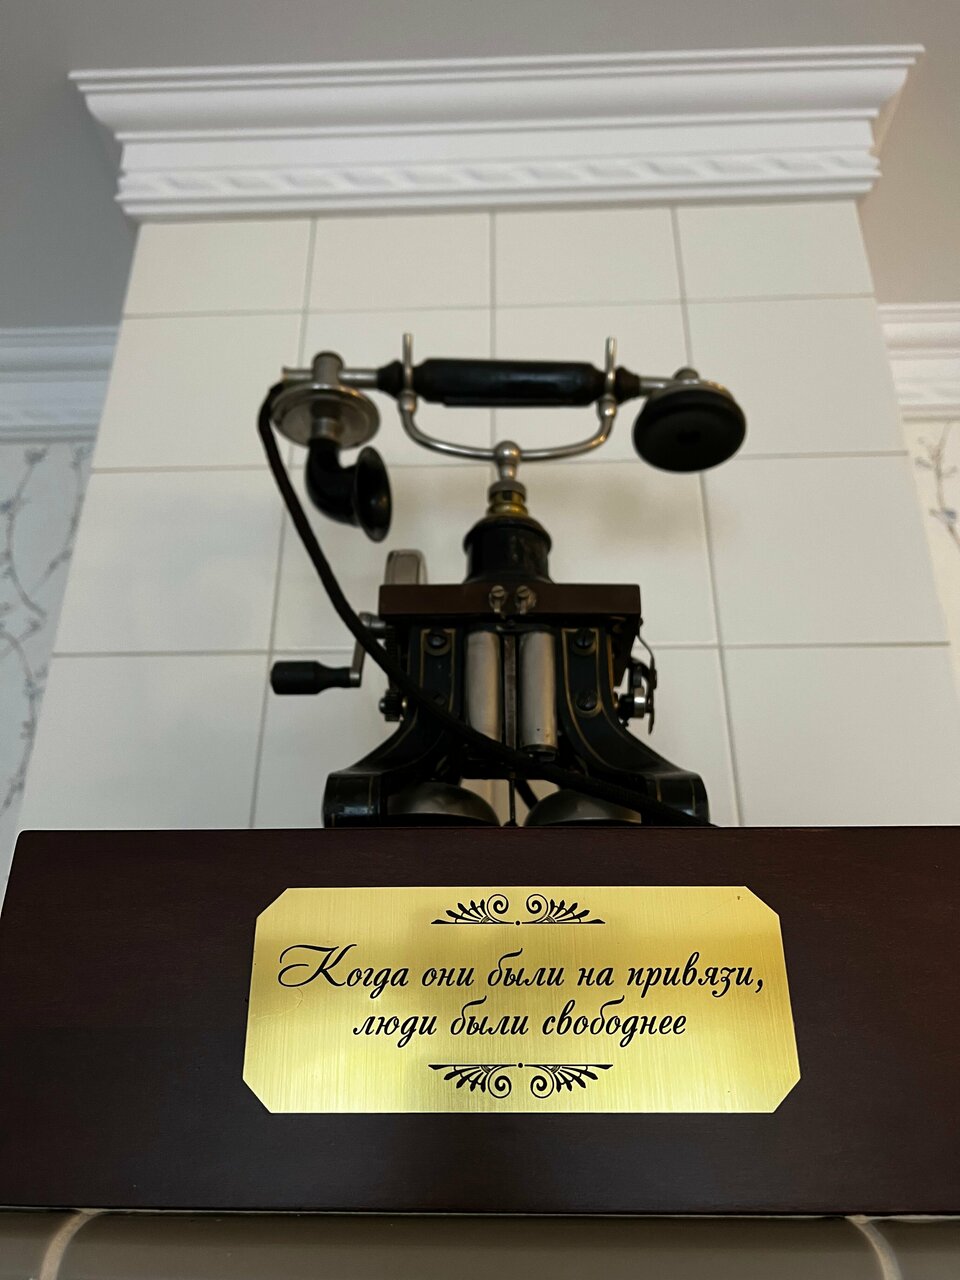 Когда они были на привязи,
люди были свободнее